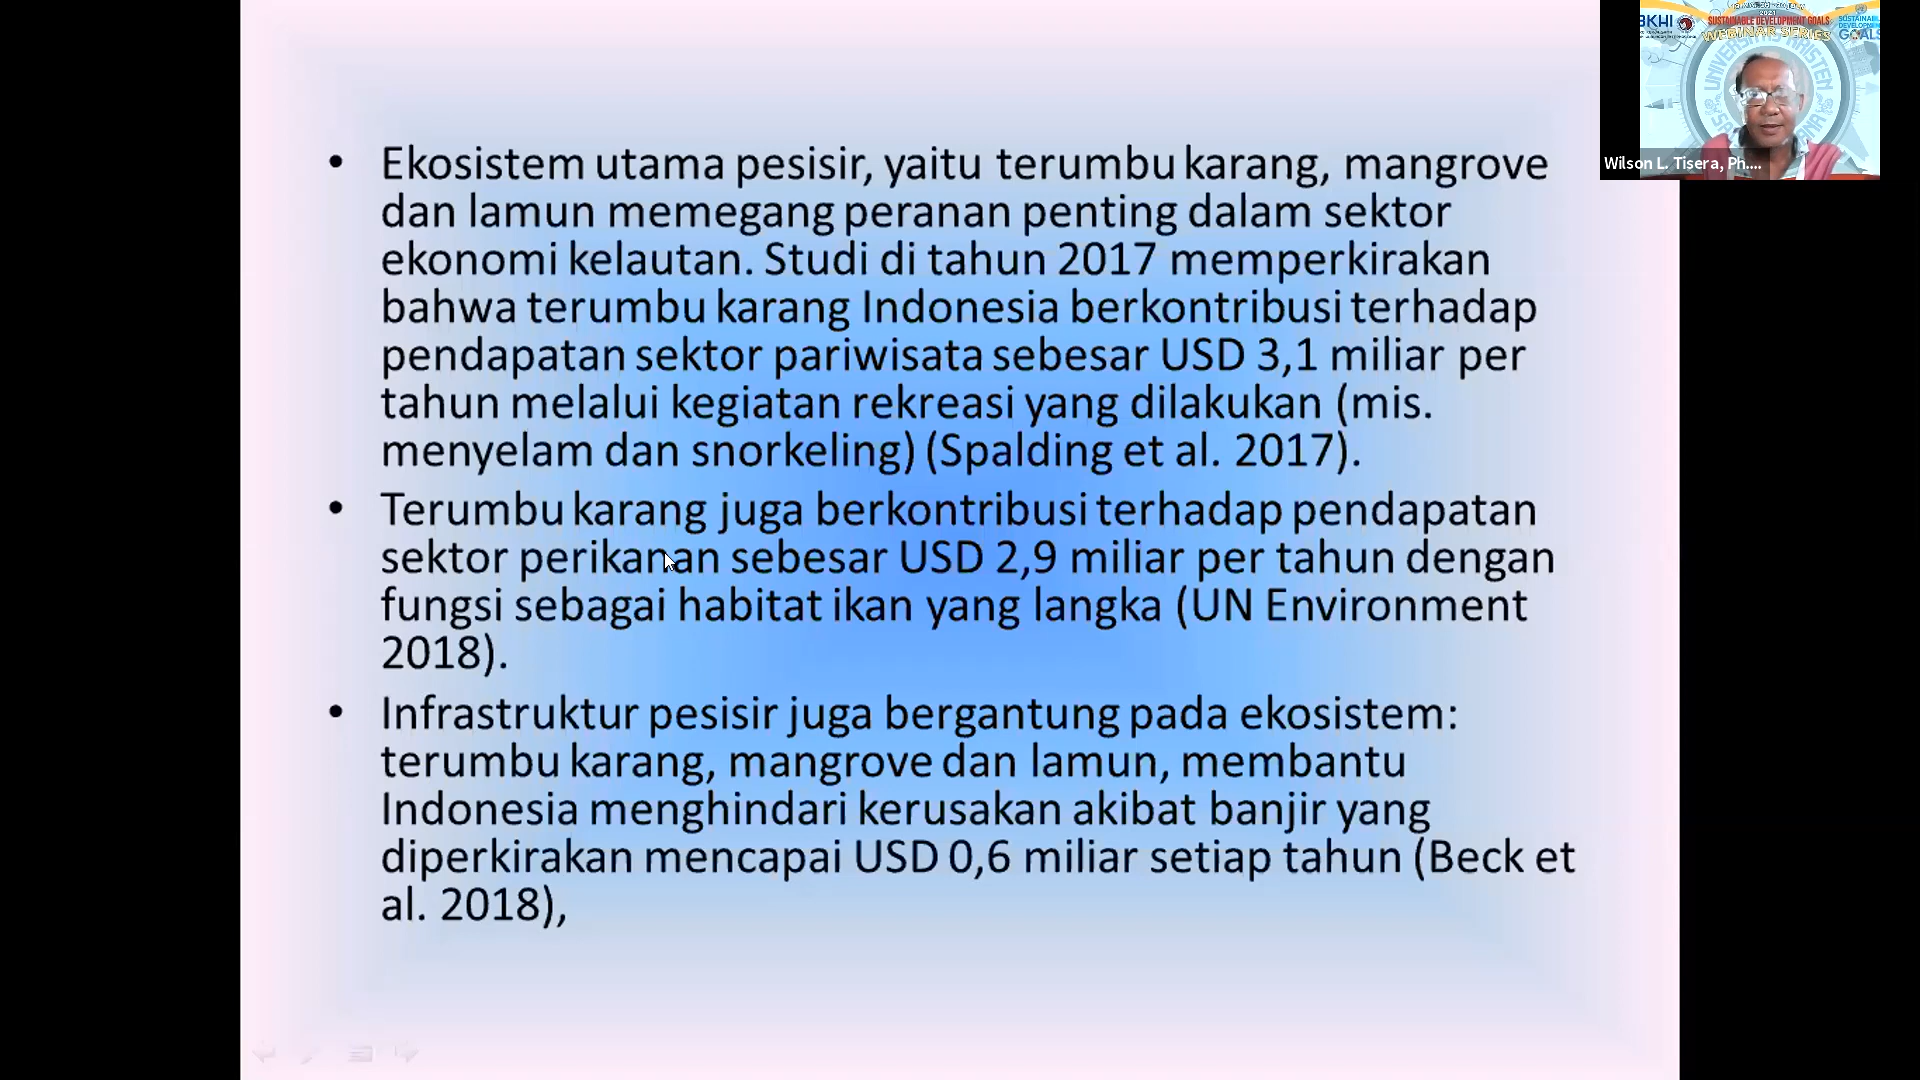 • Ekosistem utama pesisir, yaitu terumbu karang, mangrove
dan lamun memegang peranan penting dalam sektor
ekonomi kelautan. Studi di tahun 2017 memperkirakan
bahwa terumbu karang Indonesia berkontribusi terhadap
pendapatan sektor pariwisata sebesar USD 3,1 miliar per
tahun melalui kegiatan rekreasi yang dilakukan (mis.
menyelam dan snorkeling) (Spalding et al. 2017).
• Terumbu karang juga berkontribusi terhadap pendapatan
sektor perikanan sebesar USD 2,9 miliar per tahun dengan
fungsi sebagai habitat ikan yang langka (UN Environment
2018).
• Infrastruktur pesisir juga bergantung pada ekosistem:
terumbu karang, mangrove dan lamun, membantu
Indonesia menghindari kerusakan akibat banjir yang
diperkirakan mencapai USD 0,6 miliar setiap tahun (Beck et
al. 2018),
2021
BKHI
SUSTAINABLE DEVELOPMENT GOALS
WEBINAR SERIES
GOALS
UNIVERSITAS KRISTEN
Wilson L. Tisera, Ph....